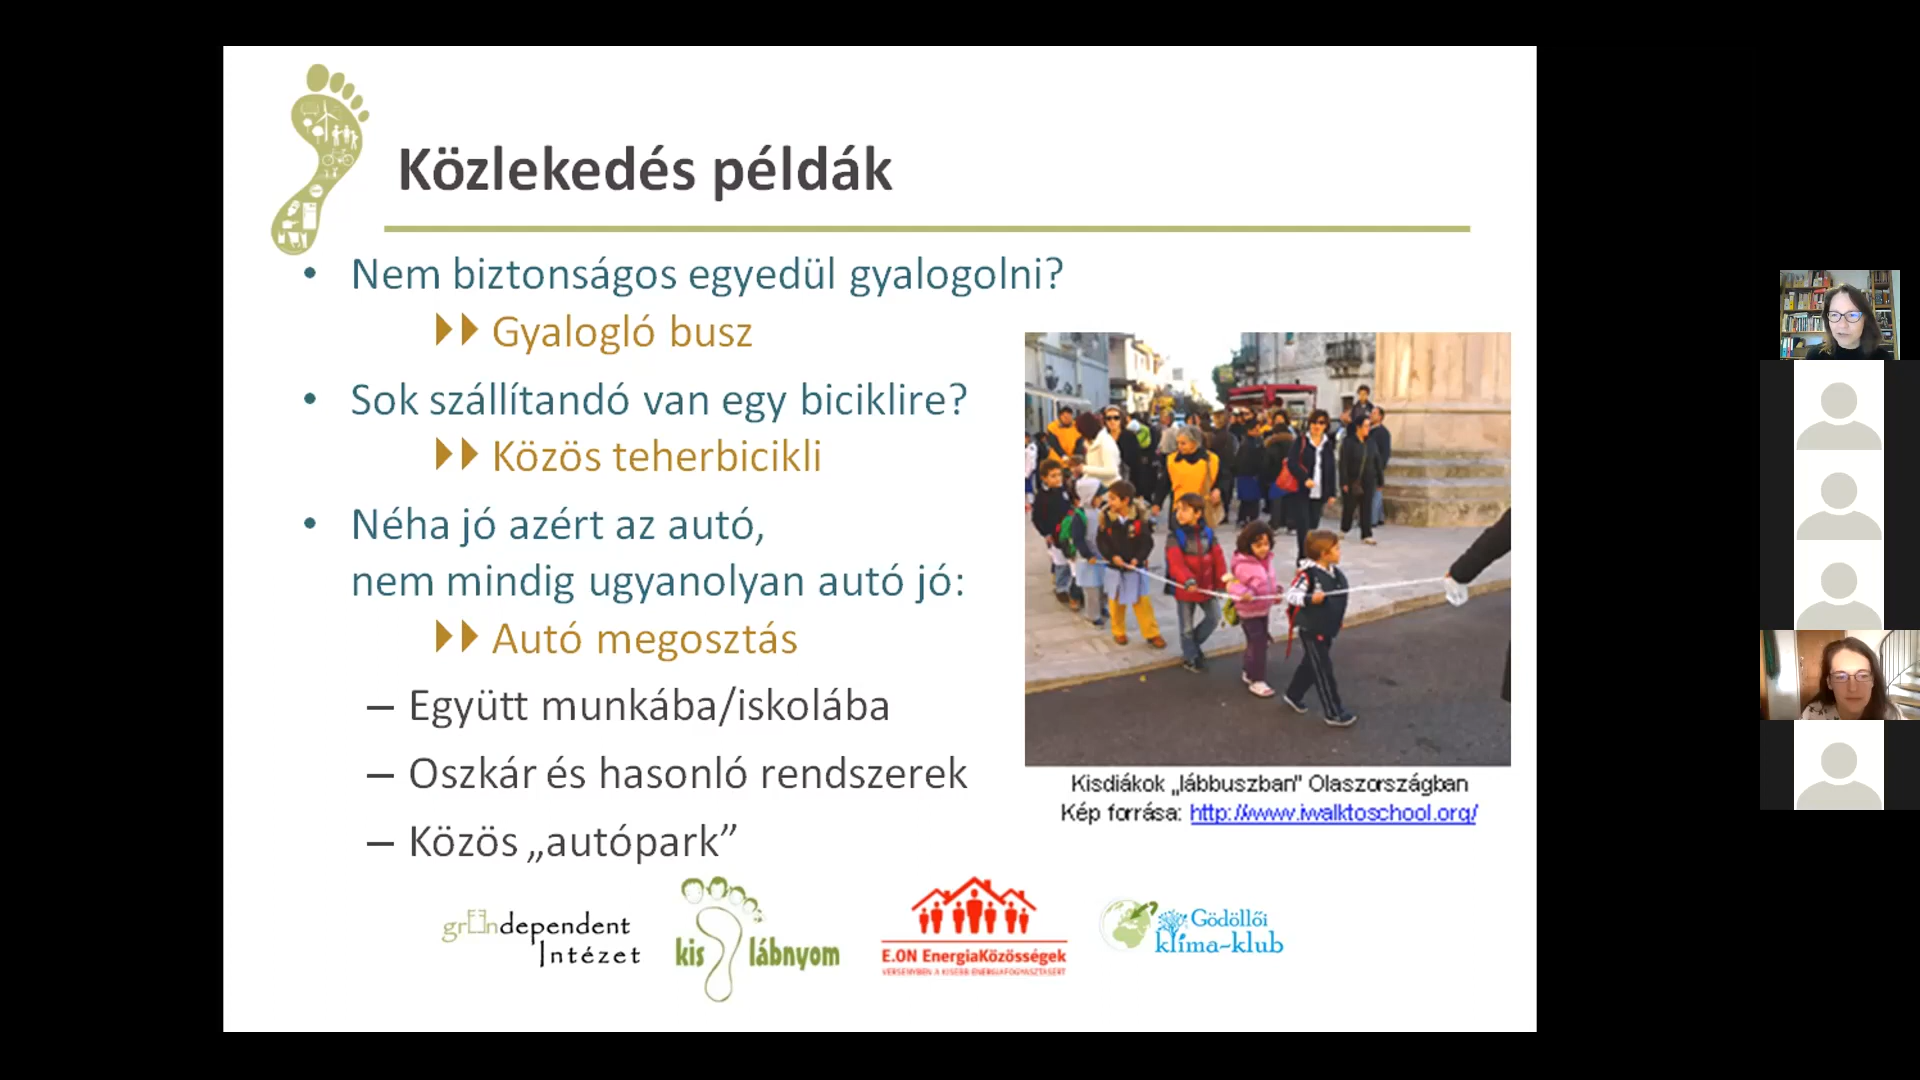 Közlekedés példák
• Nem biztonságos egyedül gyalogolni?
Gyalogló busz
• Sok szállítandó van egy biciklire?
Közös teherbicikli
• Néha jó azért az autó,
nem mindig ugyanolyan autó jó:
Autó megosztás
– Együtt munkába/iskolába
– Oszkár és hasonló rendszerek
– Közös „autópark”
Kisdiákok „lábbuszban" Olaszországban
Kép forrása: http://www.iwalktoschool.org/
greendependent
Intézet
kis lábnyom
E.ON EnergiaKözösségek
VERSENYBEN A KISEBB ENERGIAFOGYASZTÁSÉRT
Gödöllői
klíma-klub